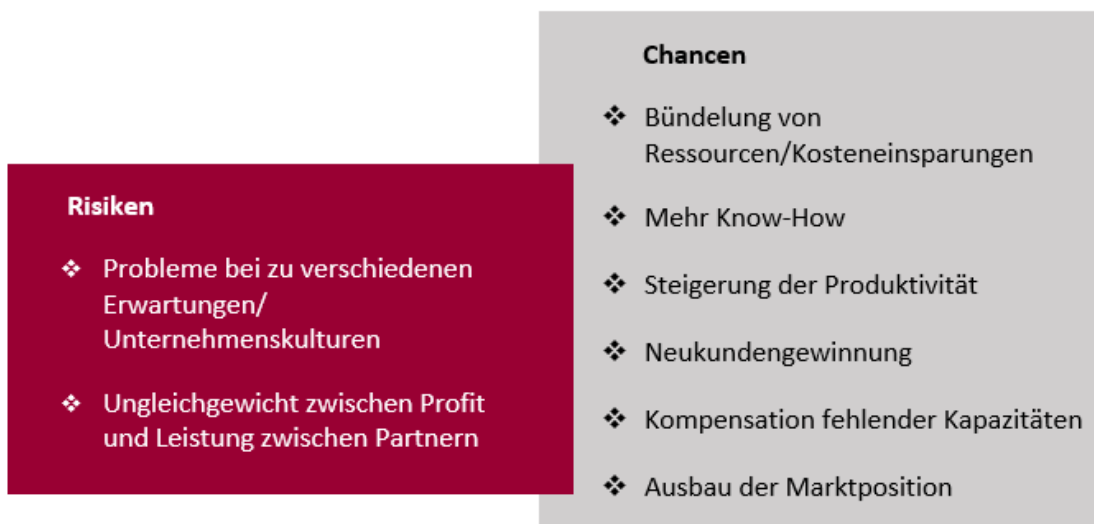 Chancen
❖ Bündelung von
Ressourcen/Kosteneinsparungen
❖ Mehr Know-How
❖ Steigerung der Produktivität
❖ Neukundengewinnung
❖ Kompensation fehlender Kapazitäten
❖ Ausbau der Marktposition
Risiken
❖ Probleme bei zu verschiedenen
Erwartungen/
Unternehmenskulturen
❖ Ungleichgewicht zwischen Profit
und Leistung zwischen Partnern